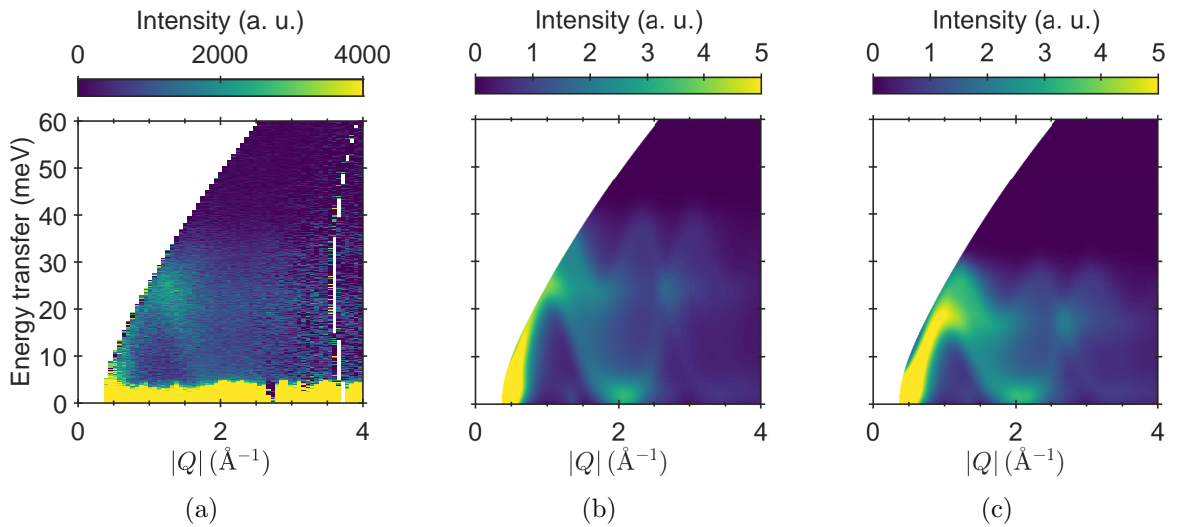 Intensity (a. u.) Intensity (a. u.) Intensity (a. u.)
0 2000 4000 0 1 2 3 4 5 0 1 2 3 4 5
60
50
40
30
20
10
0
Energy transfer (meV)
0 2 4 0 2 4 0 2 4
|Q| (Å⁻¹) |Q| (Å⁻¹) |Q| (Å⁻¹)
(a) (b) (c)